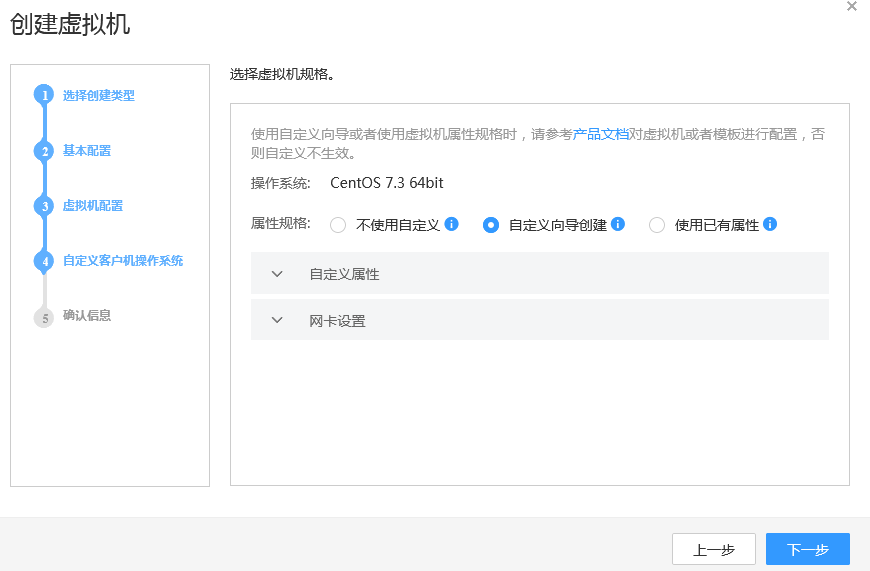 创建虚拟机
1 选择创建类型
2 基本配置
3 虚拟机配置
4 自定义客户机操作系统
5 确认信息
选择虚拟机规格。
使用自定义向导或者使用虚拟机属性规格时，请参考产品文档对虚拟机或者模板进行配置，否
则自定义不生效。
操作系统: CentOS 7.3 64bit
属性规格: 不使用自定义 i 自定义向导创建 i 使用已有属性 i
自定义属性
网卡设置
上一步 下一步